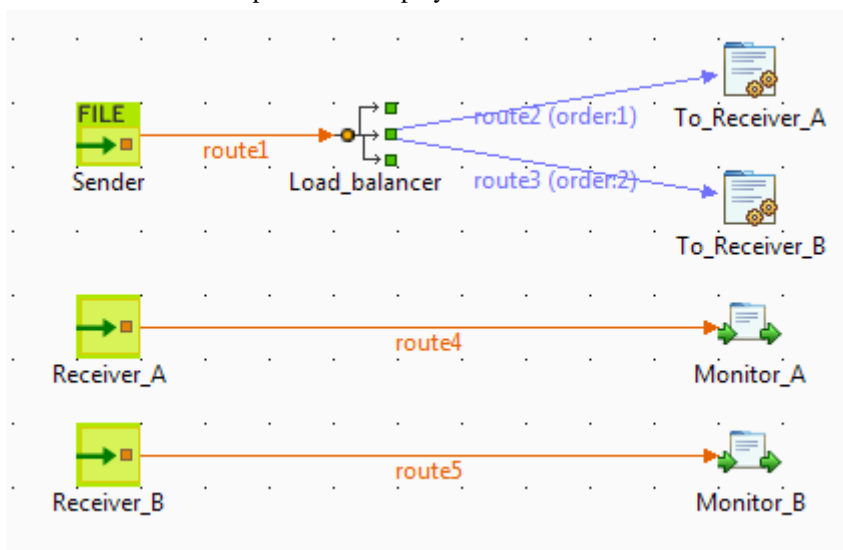 FILE
route1
Sender
Load_balancer
route2 (order:1)
To_Receiver_A
route3 (order:2)
To_Receiver_B
route4
Receiver_A
Monitor_A
route5
Receiver_B
Monitor_B